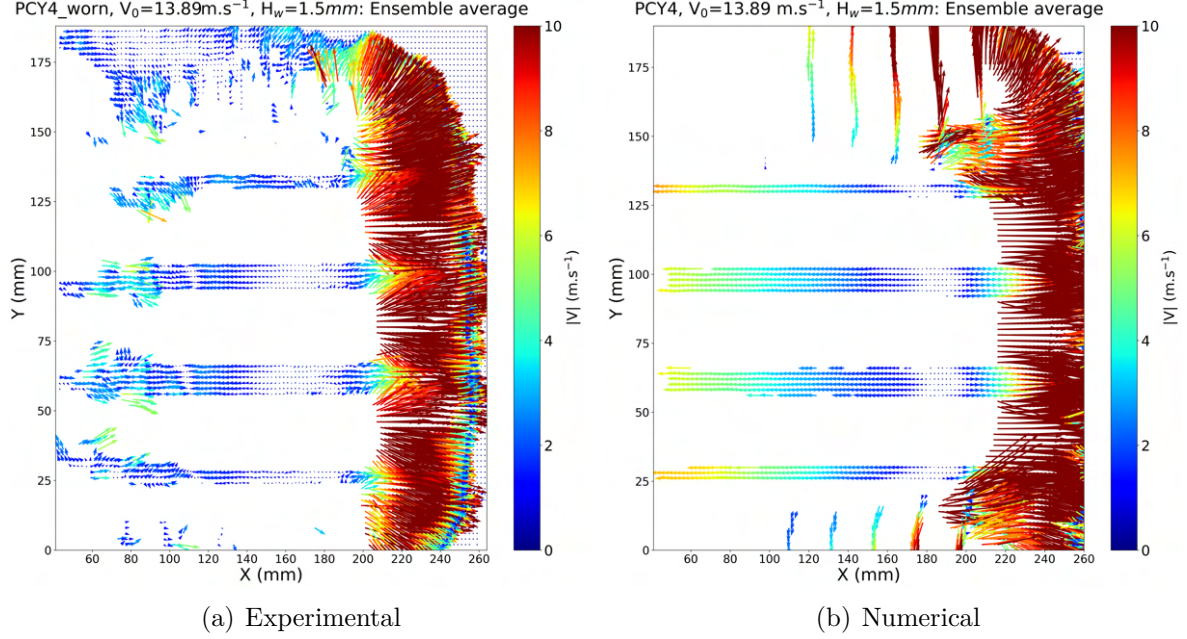 PCY4_worn, V₀=13.89m.s⁻¹, H_w=1.5mm: Ensemble average
175
150
125
100
75
50
25
0
Y (mm)
60 80 100 120 140 160 180 200 220 240 260
X (mm)
10
8
6
4
2
0
|V| (m.s⁻¹)
(a) Experimental
PCY4, V₀=13.89 m.s⁻¹, H_w=1.5mm: Ensemble average
175
150
125
100
75
50
25
0
Y (mm)
60 80 100 120 140 160 180 200 220 240 260
X (mm)
10
8
6
4
2
0
|V| (m.s⁻¹)
(b) Numerical